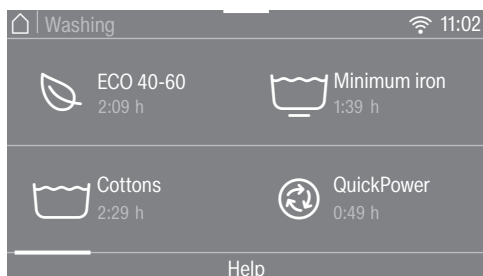 Washing 11:02
ECO 40-60 Minimum iron
2:09 h 1:39 h
Cottons QuickPower
2:29 h 0:49 h
Help